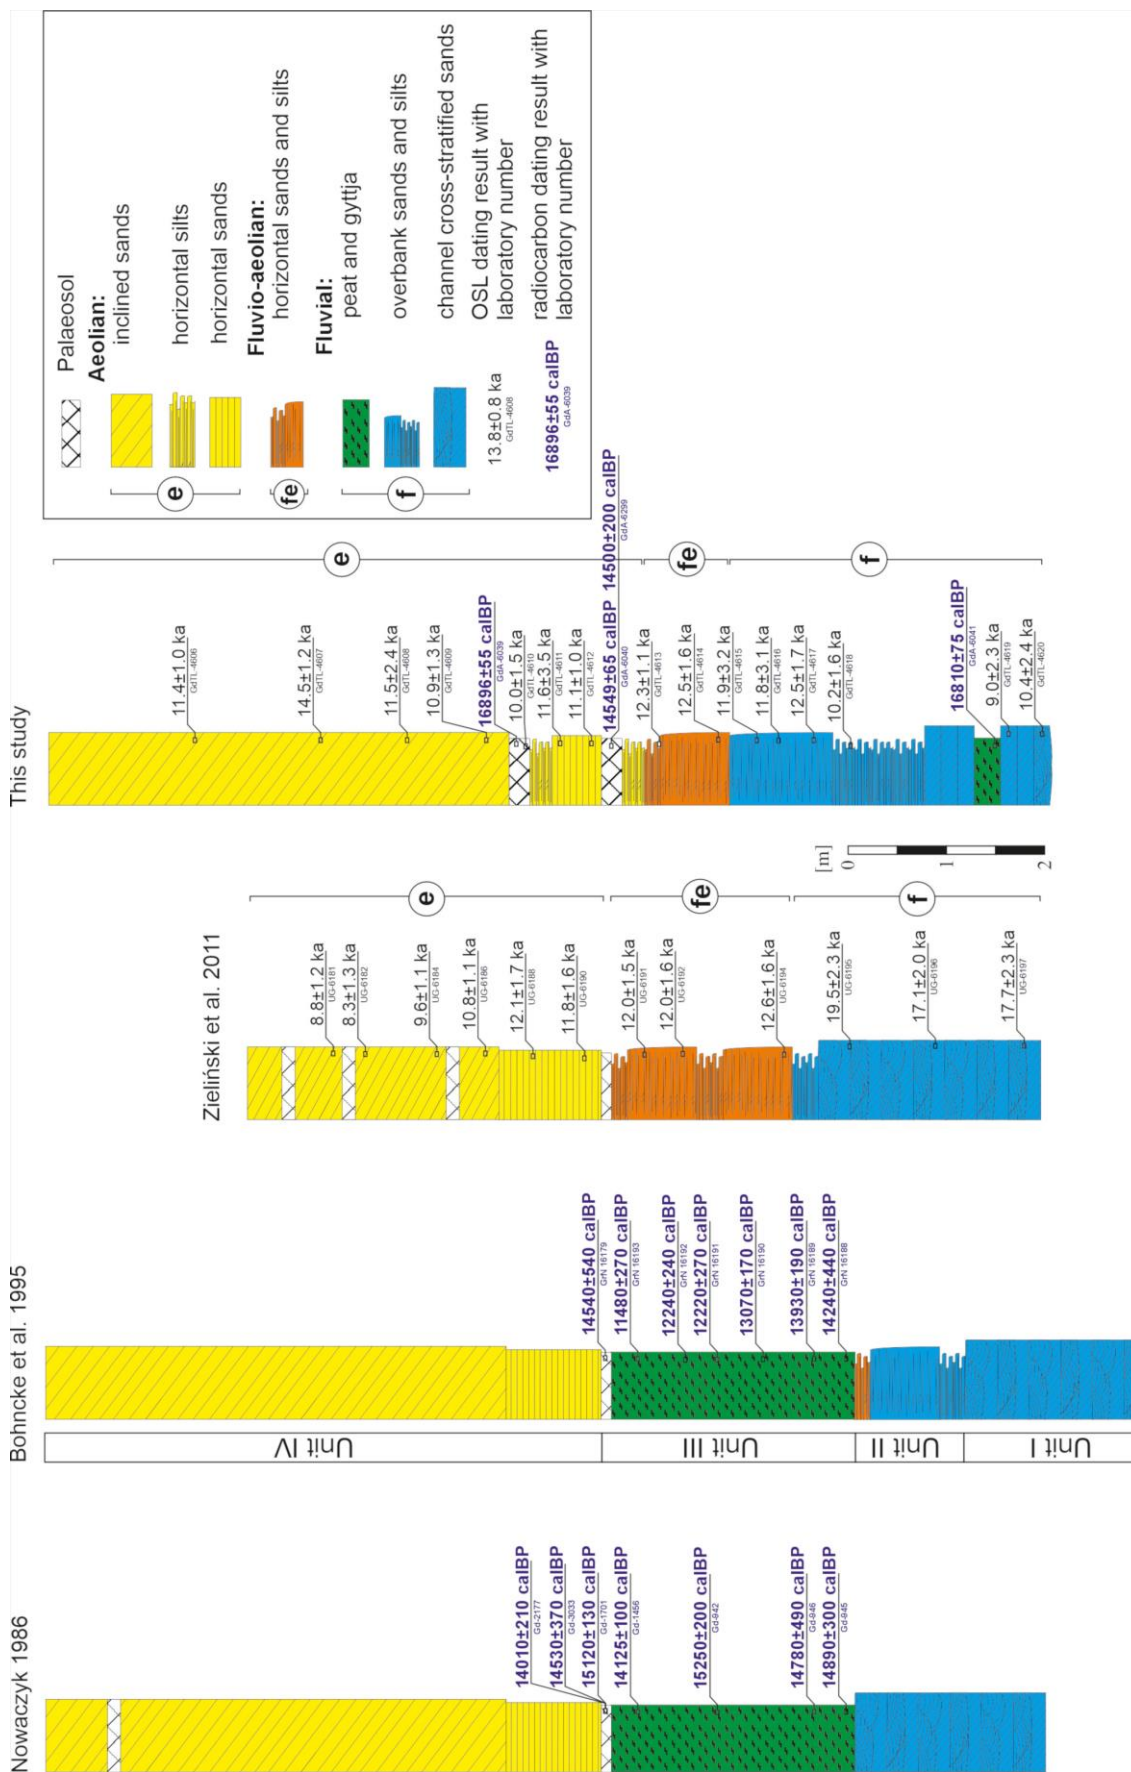 Nowaczyk 1986
14010±210 calBP
Gd-2177
14530±370 calBP
Gd-3033
15120±130 calBP
Gd-1701
14125±100 calBP
Gd-1456
15250±200 calBP
Gd-942
14780±490 calBP
Gd-946
14890±300 calBP
Gd-945
Bohncke et al. 1995
Unit IV
Unit III
Unit II
Unit I
14540±540 calBP
GrN 16179
11480±270 calBP
GrN 16193
12240±240 calBP
GrN 16192
12220±270 calBP
GrN 16191
13070±170 calBP
GrN 16190
13930±190 calBP
GrN 16189
14240±440 calBP
GrN 16188
Zieliński et al. 2011
8.8±1.2 ka
UG-6181
8.3±1.3 ka
UG-6182
9.6±1.1 ka
UG-6184
10.8±1.1 ka
UG-6186
12.1±1.7 ka
UG-6188
11.8±1.6 ka
UG-6190
12.0±1.5 ka
UG-6191
12.0±1.6 ka
UG-6192
12.6±1.6 ka
UG-6194
19.5±2.3 ka
UG-6195
17.1±2.0 ka
UG-6196
17.7±2.3 ka
UG-6197
e
fe
f
[m]
0
1
2
This study
11.4±1.0 ka
GdTL-4606
14.5±1.2 ka
GdTL-4607
11.5±2.4 ka
GdTL-4608
10.9±1.3 ka
GdTL-4609
16896±55 calBP
GdA-6039
10.0±1.5 ka
GdTL-4610
11.6±3.5 ka
GdTL-4611
11.1±1.0 ka
GdTL-4612
14549±65 calBP
GdA-6040
14500±200 calBP
GdA-6299
12.3±1.1 ka
GdTL-4613
12.5±1.6 ka
GdTL-4614
11.9±3.2 ka
GdTL-4615
11.8±3.1 ka
GdTL-4616
12.5±1.7 ka
GdTL-4617
10.2±1.6 ka
GdTL-4618
16810±75 calBP
GdA-6041
9.0±2.3 ka
GdTL-4619
10.4±2.4 ka
GdTL-4620
e
fe
f
Palaeosol
Aeolian:
inclined sands
e
horizontal silts
horizontal sands
Fluvio-aeolian:
fe
horizontal sands and silts
Fluvial:
peat and gyttja
f
overbank sands and silts
channel cross-stratified sands
13.8±0.8 ka
GdTL-4608
OSL dating result with
laboratory number
16896±55 calBP
GdA-6039
radiocarbon dating result with
laboratory number